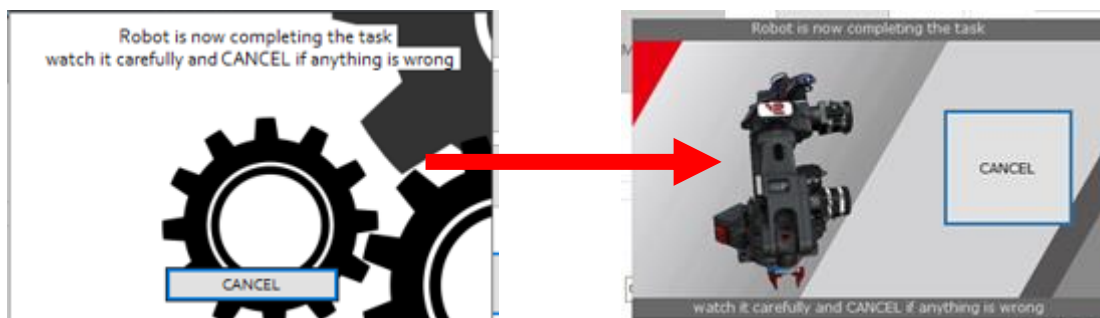 Robot is now completing the task
watch it carefully and CANCEL if anything is wrong
CANCEL
Robot is now completing the task
CANCEL
watch it carefully and CANCEL if anything is wrong